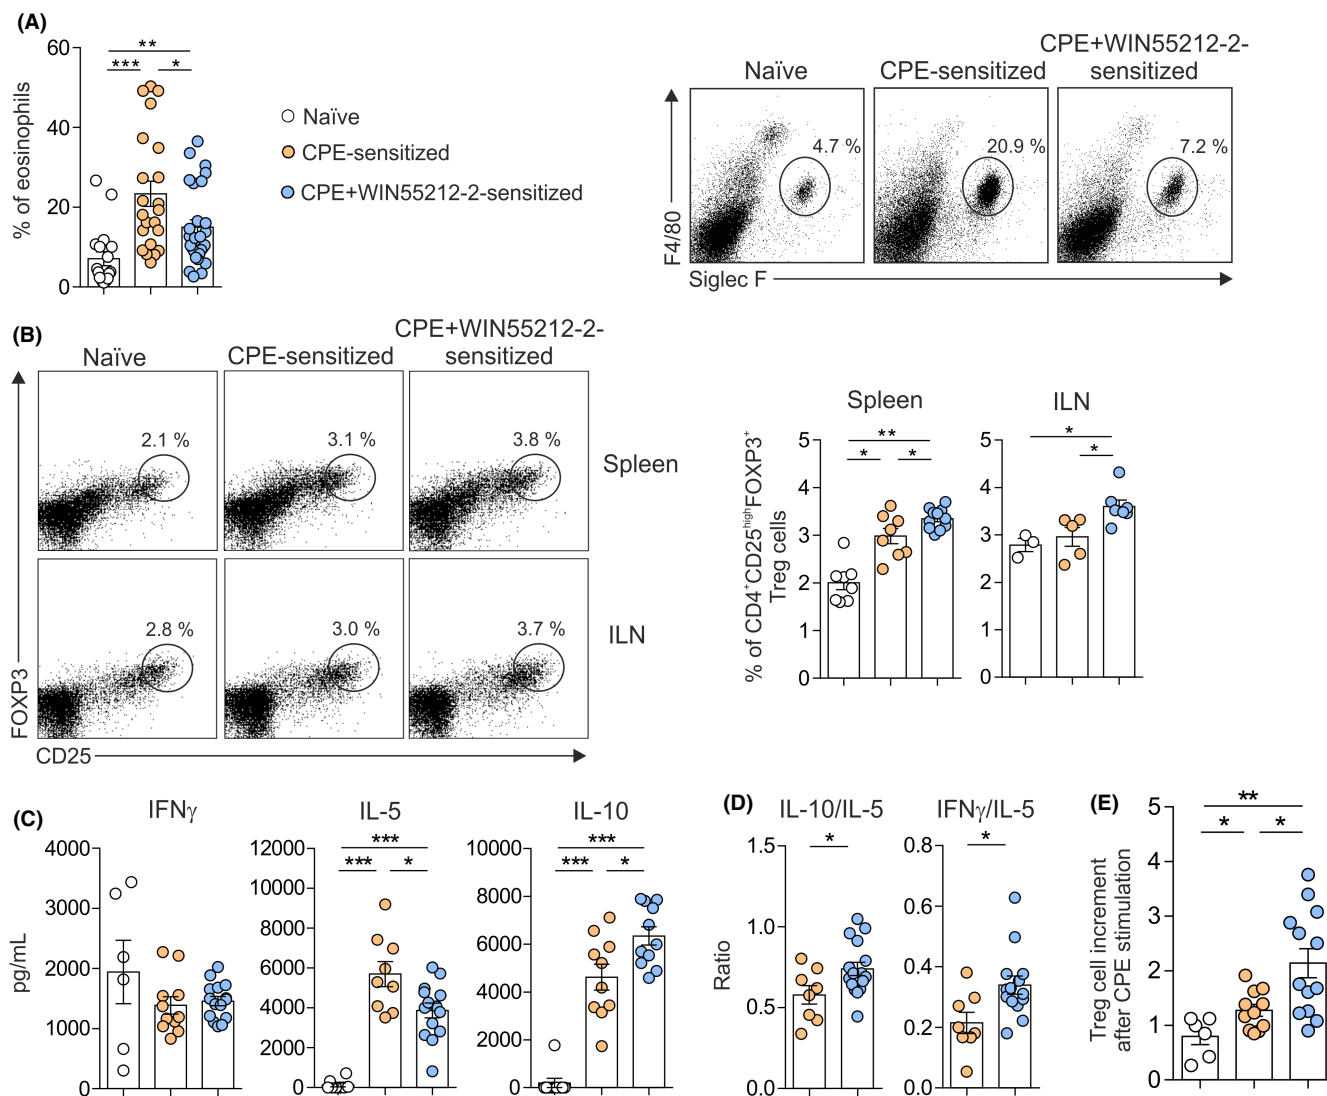 (A)
% of eosinophils
60
40
20
0
**
***
*
Naïve
CPE-sensitized
CPE+WIN55212-2-sensitized
Naïve
CPE-sensitized
CPE+WIN55212-2-
sensitized
4.7 %
20.9 %
7.2 %
F4/80
Siglec F
(B)
Naïve
CPE-sensitized
CPE+WIN55212-2-
sensitized
2.1 %
3.1 %
3.8 %
Spleen
2.8 %
3.0 %
3.7 %
ILN
FOXP3
CD25
Spleen
% of CD4⁺CD25ʰⁱᵍʰFOXP3⁺
Treg cells
5
4
3
2
1
0
**
*
*
ILN
5
4
3
2
1
0
*
*
(C)
pg/mL
IFNγ
4000
3000
2000
1000
0
IL-5
12000
10000
8000
6000
4000
2000
0
***
***
*
IL-10
10000
8000
6000
4000
2000
0
***
***
*
(D)
Ratio
IL-10/IL-5
1.5
1.0
0.5
0.0
*
IFNγ/IL-5
0.8
0.6
0.4
0.2
0.0
*
(E)
Treg cell increment
after CPE stimulation
5
4
3
2
1
0
**
*
*